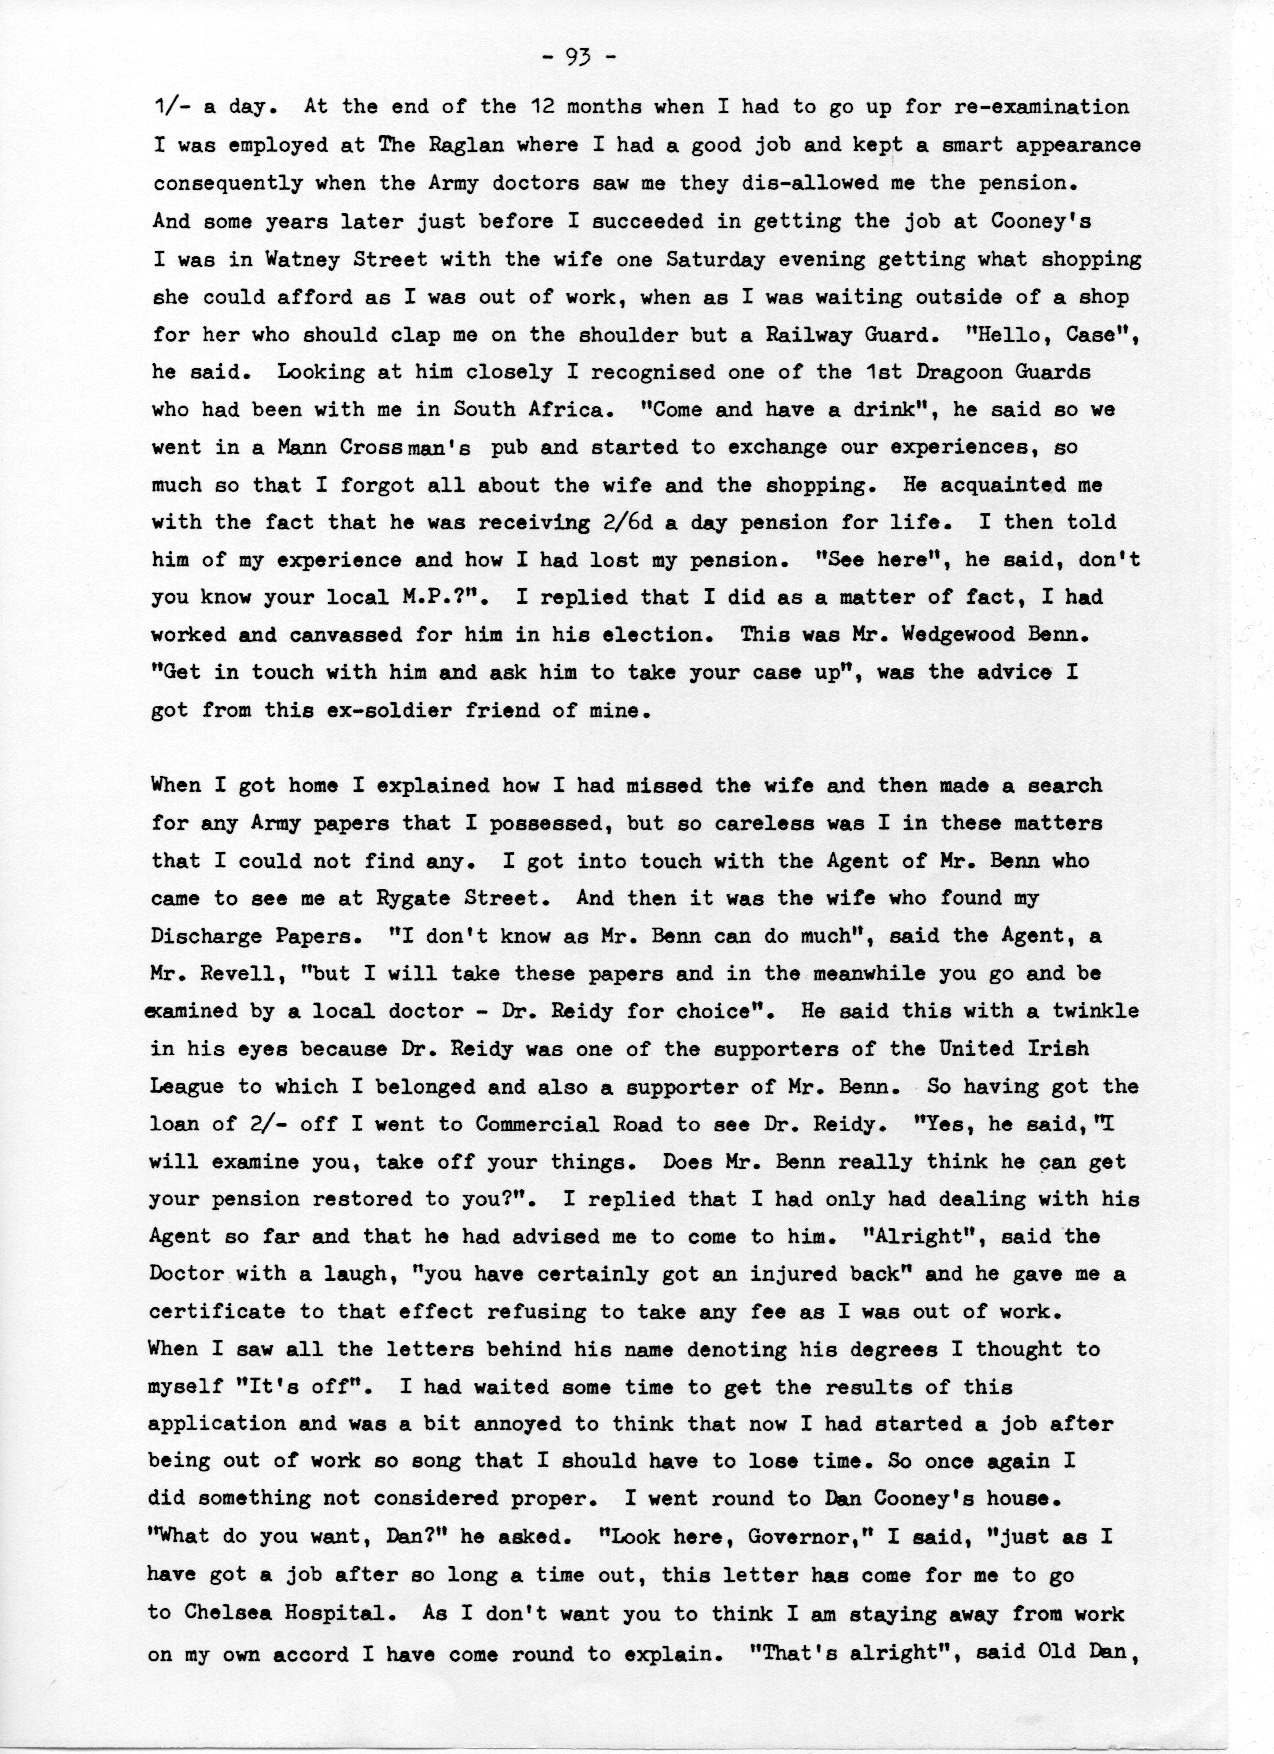 - 93 -
1/- a day. At the end of the 12 months when I had to go up for re-examination
I was employed at The Raglan where I had a good job and kept a smart appearance
consequently when the Army doctors saw me they dis-allowed me the pension.
And some years later just before I succeeded in getting the job at Cooney's
I was in Watney Street with the wife one Saturday evening getting what shopping
she could afford as I was out of work, when as I was waiting outside of a shop
for her who should clap me on the shoulder but a Railway Guard. "Hello, Case",
he said. Looking at him closely I recognised one of the 1st Dragoon Guards
who had been with me in South Africa. "Come and have a drink", he said so we
went in a Mann Crossman's pub and started to exchange our experiences, so
much so that I forgot all about the wife and the shopping. He acquainted me
with the fact that he was receiving 2/6d a day pension for life. I then told
him of my experience and how I had lost my pension. "See here", he said, don't
you know your local M.P.?". I replied that I did as a matter of fact, I had
worked and canvassed for him in his election. This was Mr. Wedgewood Benn.
"Get in touch with him and ask him to take your case up", was the advice I
got from this ex-soldier friend of mine.

When I got home I explained how I had missed the wife and then made a search
for any Army papers that I possessed, but so careless was I in these matters
that I could not find any. I got into touch with the Agent of Mr. Benn who
came to see me at Rygate Street. And then it was the wife who found my
Discharge Papers. "I don't know as Mr. Benn can do much", said the Agent, a
Mr. Revell, "but I will take these papers and in the meanwhile you go and be
examined by a local doctor - Dr. Reidy for choice". He said this with a twinkle
in his eyes because Dr. Reidy was one of the supporters of the United Irish
League to which I belonged and also a supporter of Mr. Benn. So having got the
loan of 2/- off I went to Commercial Road to see Dr. Reidy. "Yes, he said, "I
will examine you, take off your things. Does Mr. Benn really think he can get
your pension restored to you?". I replied that I had only had dealing with his
Agent so far and that he had advised me to come to him. "Alright", said the
Doctor with a laugh, "you have certainly got an injured back" and he gave me a
certificate to that effect refusing to take any fee as I was out of work.
When I saw all the letters behind his name denoting his degrees I thought to
myself "It's off". I had waited some time to get the results of this
application and was a bit annoyed to think that now I had started a job after
being out of work so song that I should have to lose time. So once again I
did something not considered proper. I went round to Dan Cooney's house.
"What do you want, Dan?" he asked. "Look here, Governor," I said, "just as I
have got a job after so long a time out, this letter has come for me to go
to Chelsea Hospital. As I don't want you to think I am staying away from work
on my own accord I have come round to explain. "That's alright", said Old Dan,